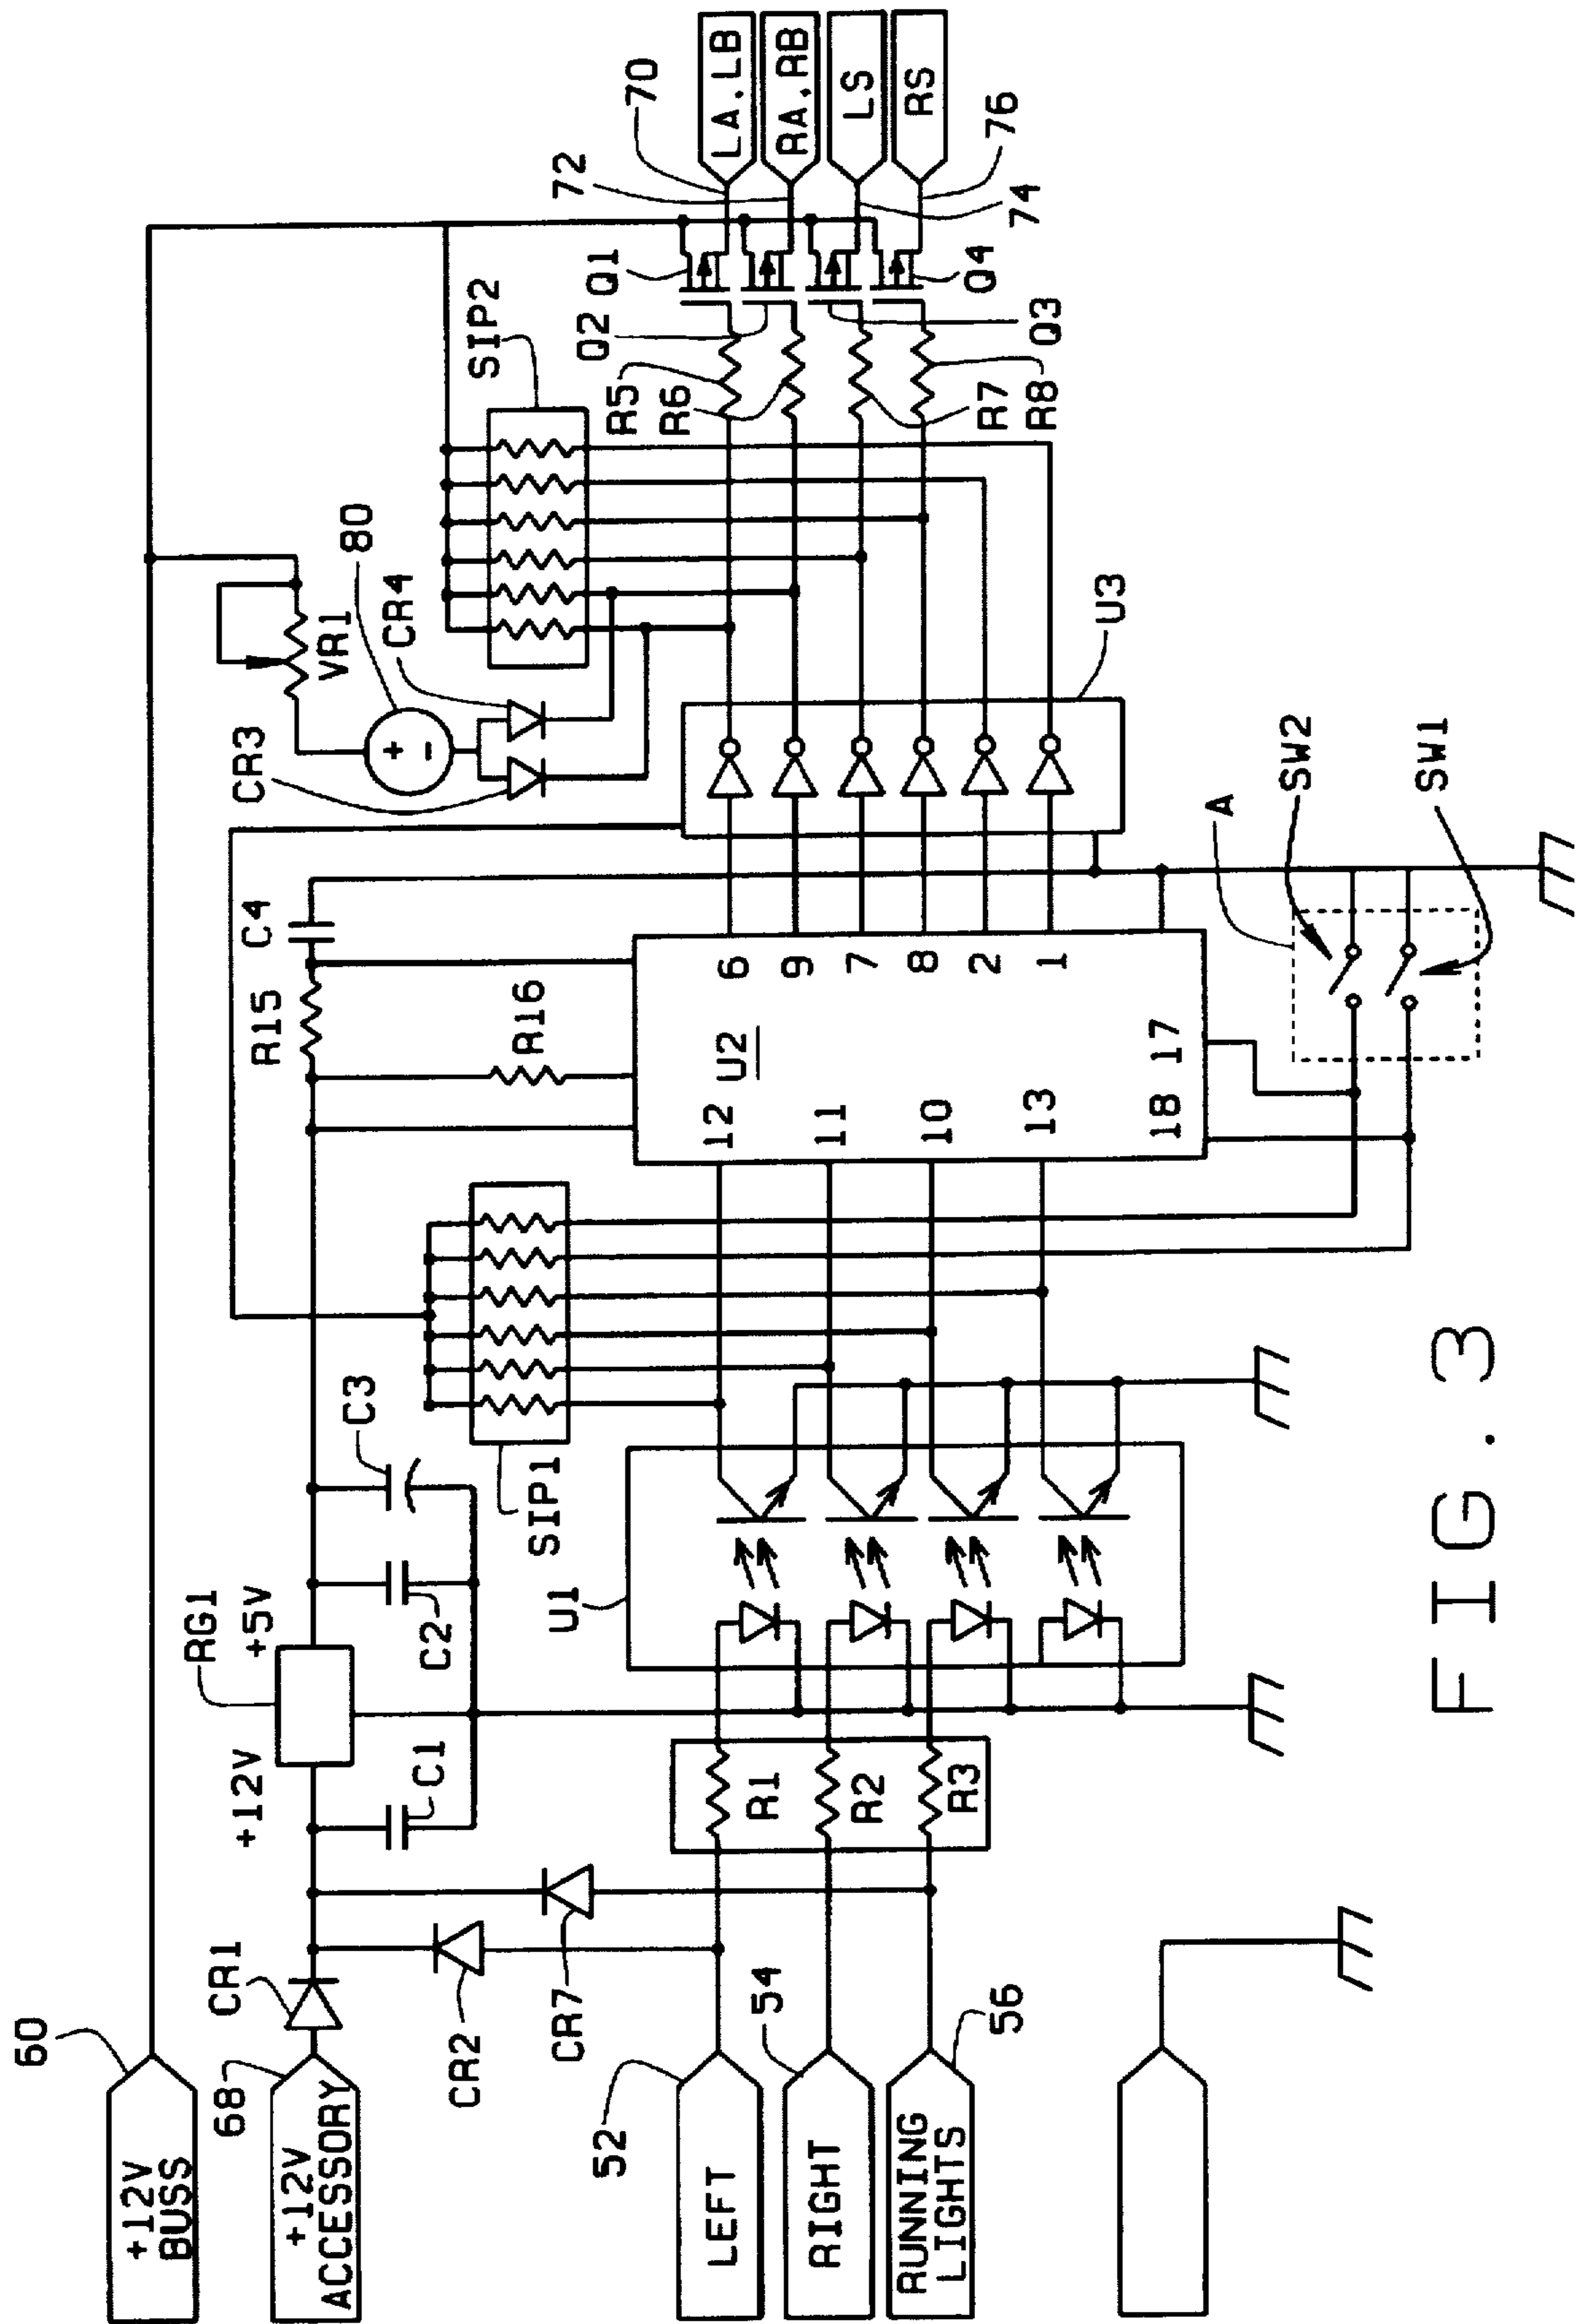 60
+12V
BUSS
68
+12V
ACCESSORY
CR1
+12V
RG1
+5V
C1
C2
C3
CR2
CR7
52
LEFT
54
RIGHT
56
RUNNING
LIGHTS
R1
R2
R3
U1
SIP1
R15
C4
R16
U2
12
11
10
13
18
17
6
9
7
8
2
1
A
SW2
SW1
U3
CR3
CR4
80
VR1
+
-
SIP2
R5
R6
R7
R8
Q2
Q1
Q3
Q4
72
70
74
76
LA.LB
RA,RB
LS
RS
FIG. 3